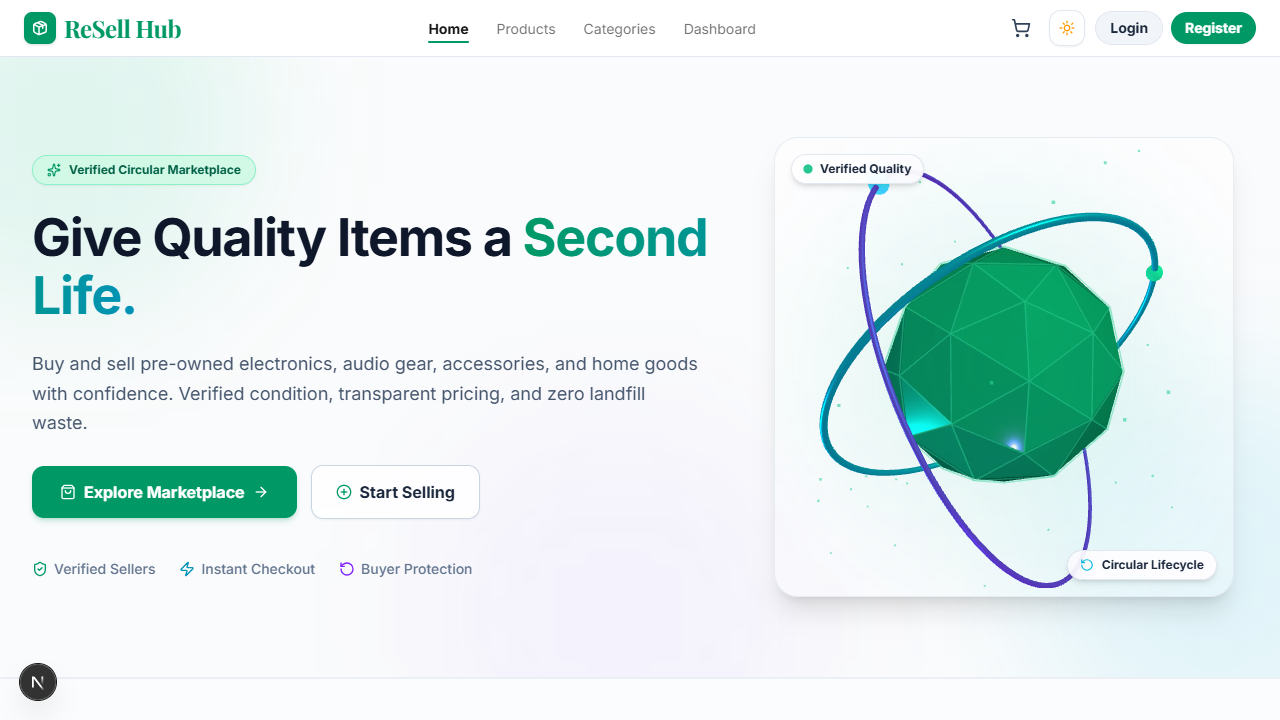 ReSell Hub
Home
Products
Categories
Dashboard
Login
Register
Verified Circular Marketplace
Give Quality Items a Second
Life.
Buy and sell pre-owned electronics, audio gear, accessories, and home goods
with confidence. Verified condition, transparent pricing, and zero landfill
waste.
Explore Marketplace
Start Selling
Verified Sellers
Instant Checkout
Buyer Protection
Verified Quality
Circular Lifecycle
N